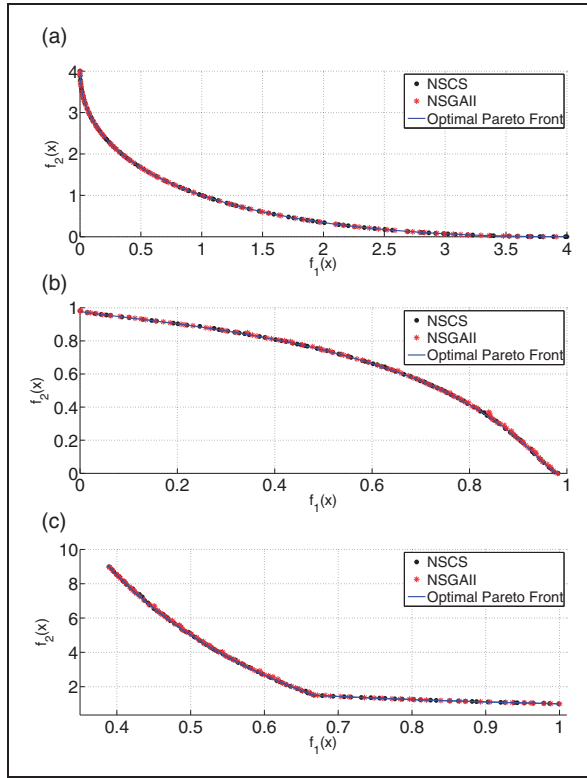 (a)
4
3
2
1
0
f2(x)
NSCS
NSGAII
Optimal Pareto Front
0 0.5 1 1.5 2 2.5 3 3.5 4
f1(x)
(b)
1
0.8
0.6
0.4
0.2
0
f2(x)
NSCS
NSGAII
Optimal Pareto Front
0 0.2 0.4 0.6 0.8 1
f1(x)
(c)
10
8
6
4
2
f2(x)
NSCS
NSGAII
Optimal Pareto Front
0.4 0.5 0.6 0.7 0.8 0.9 1
f1(x)